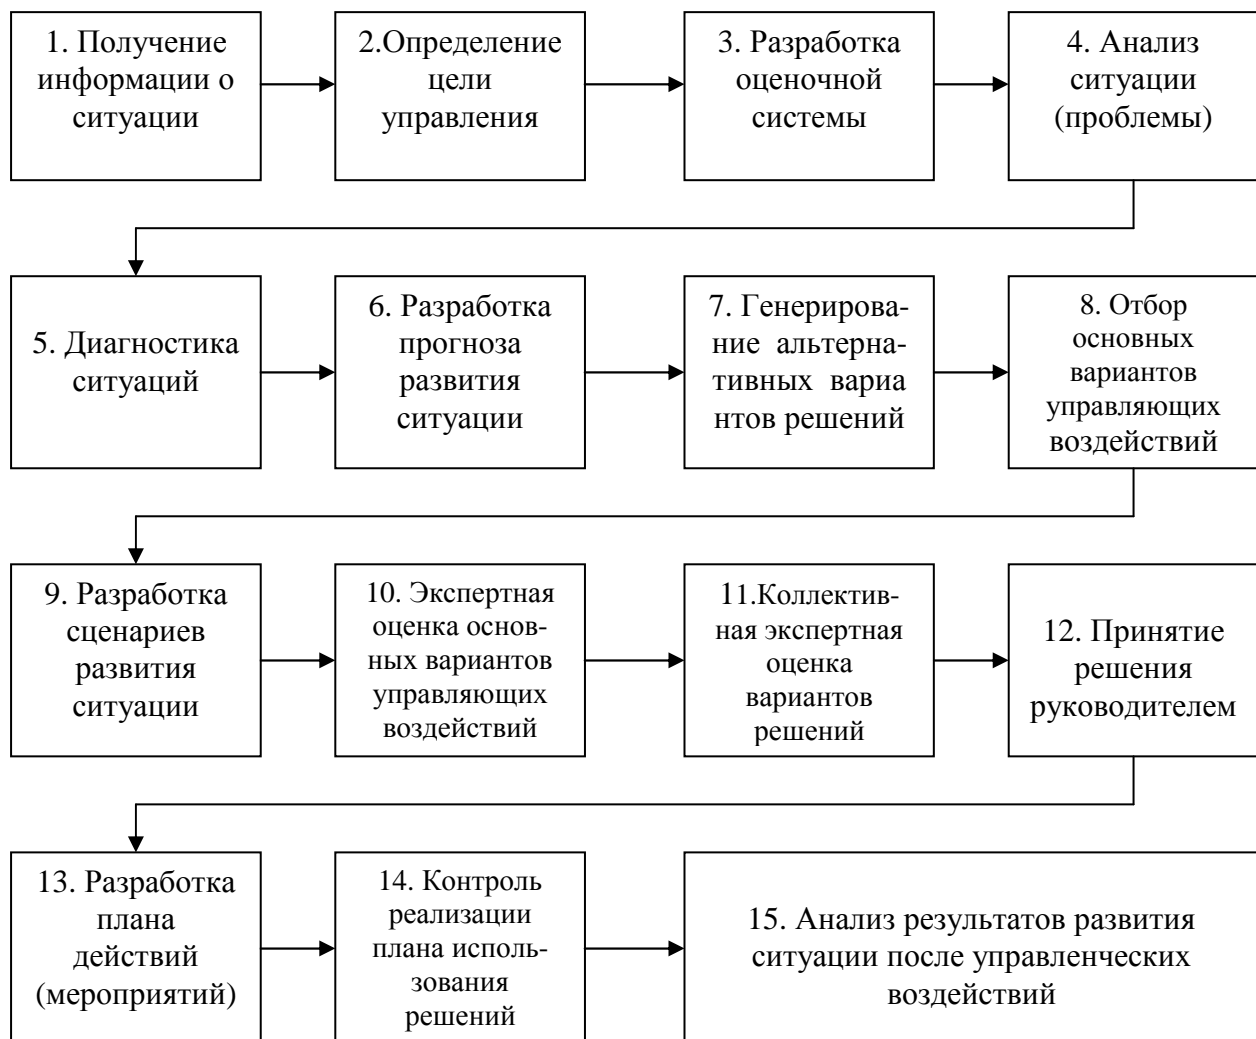 1. Получение
информации о
ситуации
2.Определение
цели
управления
3. Разработка
оценочной
системы
4. Анализ
ситуации
(проблемы)
5. Диагностика
ситуаций
6. Разработка
прогноза
развития
ситуации
7. Генерирова-
ние альтерна-
тивных вариа
нтов решений
8. Отбор
основных
вариантов
управляющих
воздействий
9. Разработка
сценариев
развития
ситуации
10. Экспертная
оценка основ-
ных вариантов
управляющих
воздействий
11.Коллектив-
ная экспертная
оценка
вариантов
решений
12. Принятие
решения
руководителем
13. Разработка
плана
действий
(мероприятий)
14. Контроль
реализации
плана исполь-
зования
решений
15. Анализ результатов развития
ситуации после управленческих
воздействий